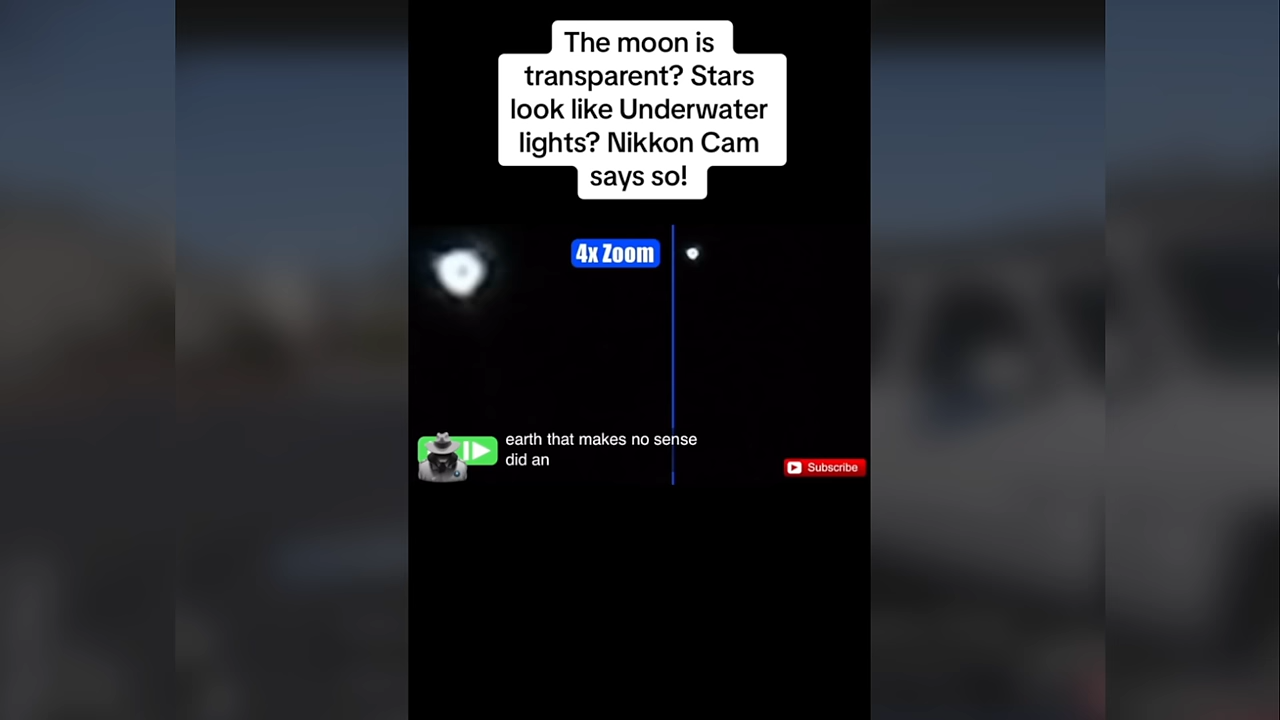 The moon is
transparent? Stars
look like Underwater
lights? Nikkon Cam
says so!
4x Zoom
earth that makes no sense
did an
Subscribe